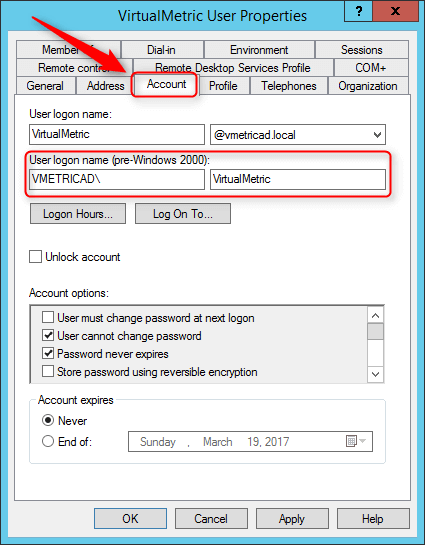 VirtualMetric User Properties
? X
Member Dial-in Environment Sessions
Remote control Remote Desktop Services Profile COM+
General Address Account Profile Telephones Organization
User logon name:
VirtualMetric @vmetricad.local
User logon name (pre-Windows 2000):
VMETRICAD\ VirtualMetric
Logon Hours... Log On To...
Unlock account
Account options:
User must change password at next logon
User cannot change password
Password never expires
Store password using reversible encryption
Account expires
Never
End of: Sunday , March 19, 2017
OK Cancel Apply Help